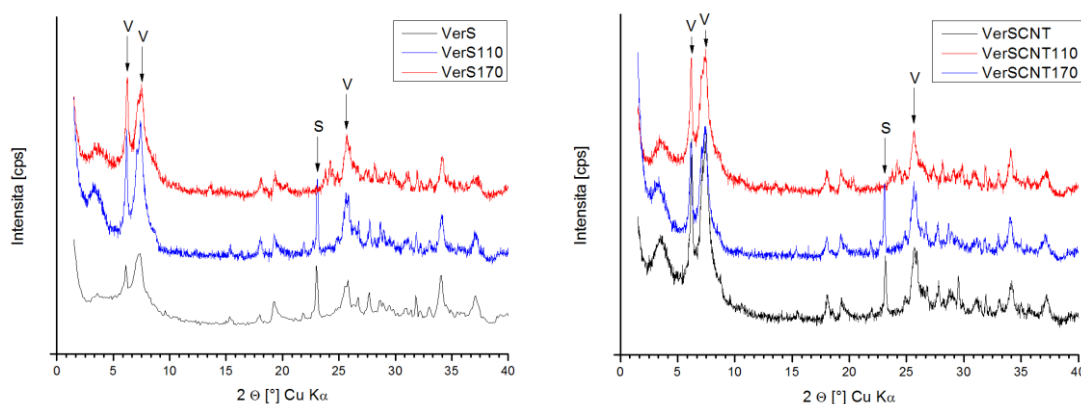 V
V
VerS
VerS110
VerS170
V
S
Intensita [cps]
0 5 10 15 20 25 30 35 40
2 Θ [°] Cu Kα
V
V
VerSCNT
VerSCNT110
VerSCNT170
V
S
Intensita [cps]
0 5 10 15 20 25 30 35 40
2 Θ [°] Cu Kα